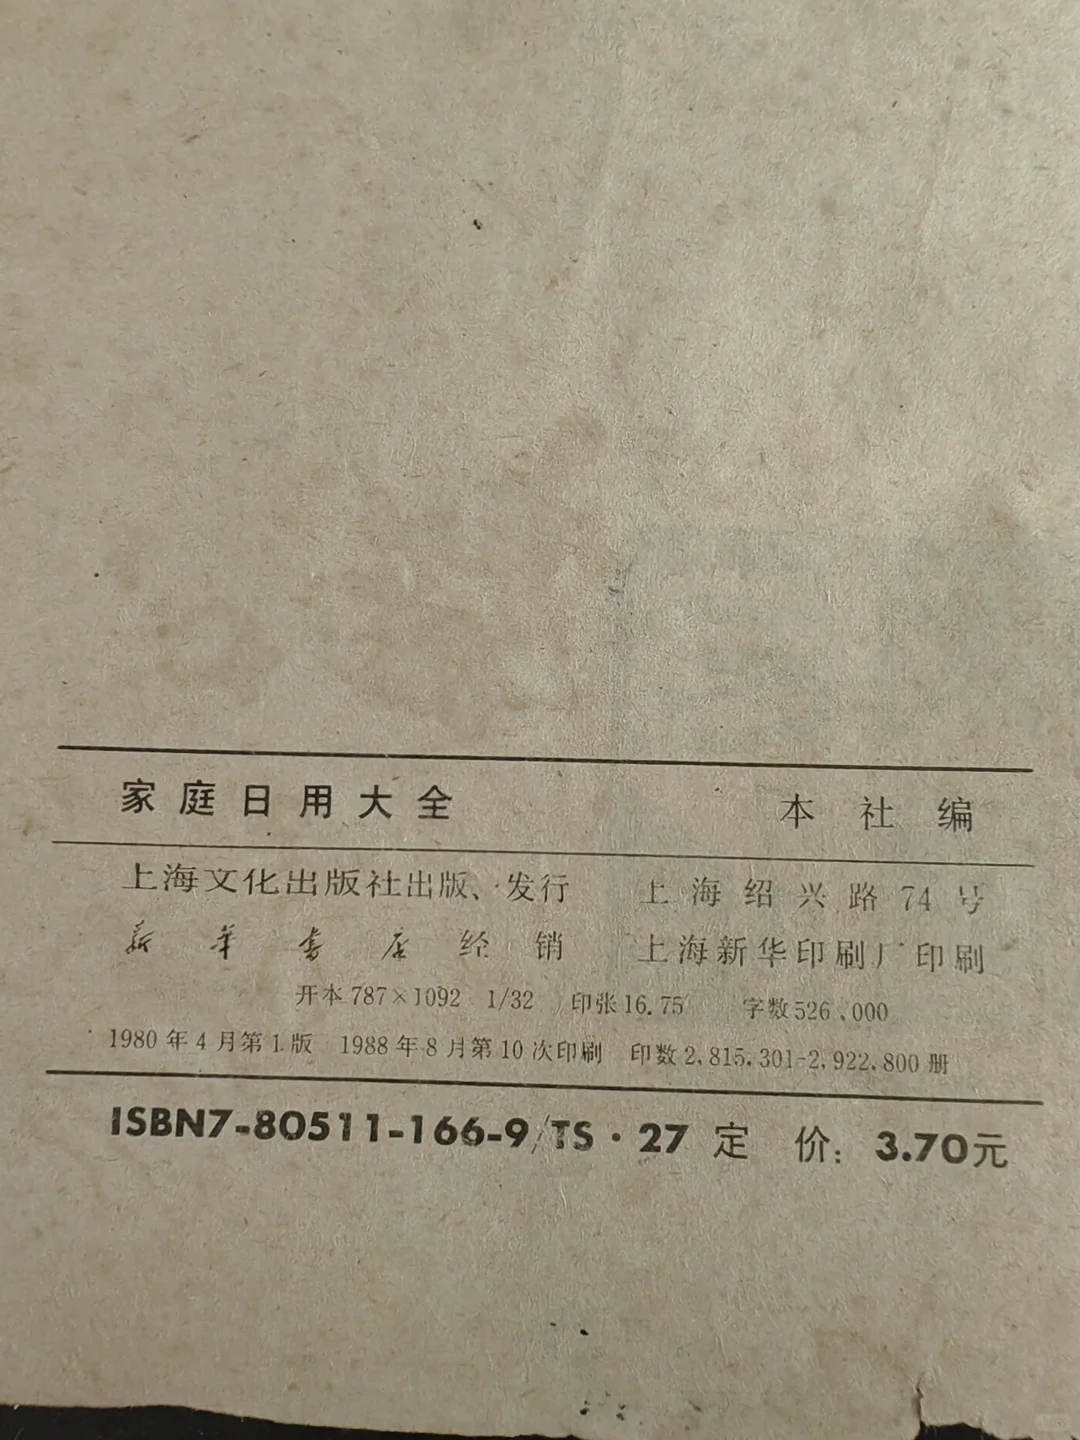 家庭日用大全 本社编
上海文化出版社出版、发行 上海绍兴路74号
新华书店经销 上海新华印刷厂印刷
开本787×1092 1/32 印张16.75 字数526,000
1980年4月第1版 1988年8月第10次印刷 印数2,815,301-2,922,800册
ISBN7-80511-166-9/TS·27 定价：3.70元